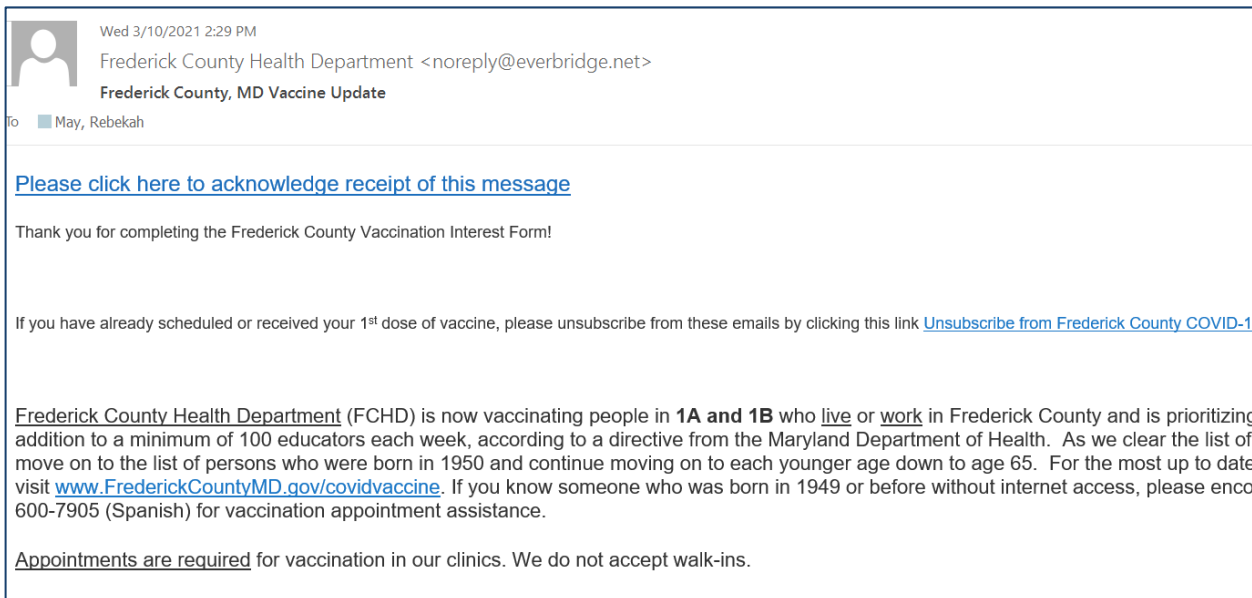 Wed 3/10/2021 2:29 PM
Frederick County Health Department <noreply@everbridge.net>
Frederick County, MD Vaccine Update
To May, Rebekah
Please click here to acknowledge receipt of this message
Thank you for completing the Frederick County Vaccination Interest Form!
If you have already scheduled or received your 1st dose of vaccine, please unsubscribe from these emails by clicking this link Unsubscribe from Frederick County COVID-1
Frederick County Health Department (FCHD) is now vaccinating people in 1A and 1B who live or work in Frederick County and is prioritizing
addition to a minimum of 100 educators each week, according to a directive from the Maryland Department of Health. As we clear the list of
move on to the list of persons who were born in 1950 and continue moving on to each younger age down to age 65. For the most up to date
visit www.FrederickCountyMD.gov/covidvaccine. If you know someone who was born in 1949 or before without internet access, please enco
600-7905 (Spanish) for vaccination appointment assistance.
Appointments are required for vaccination in our clinics. We do not accept walk-ins.